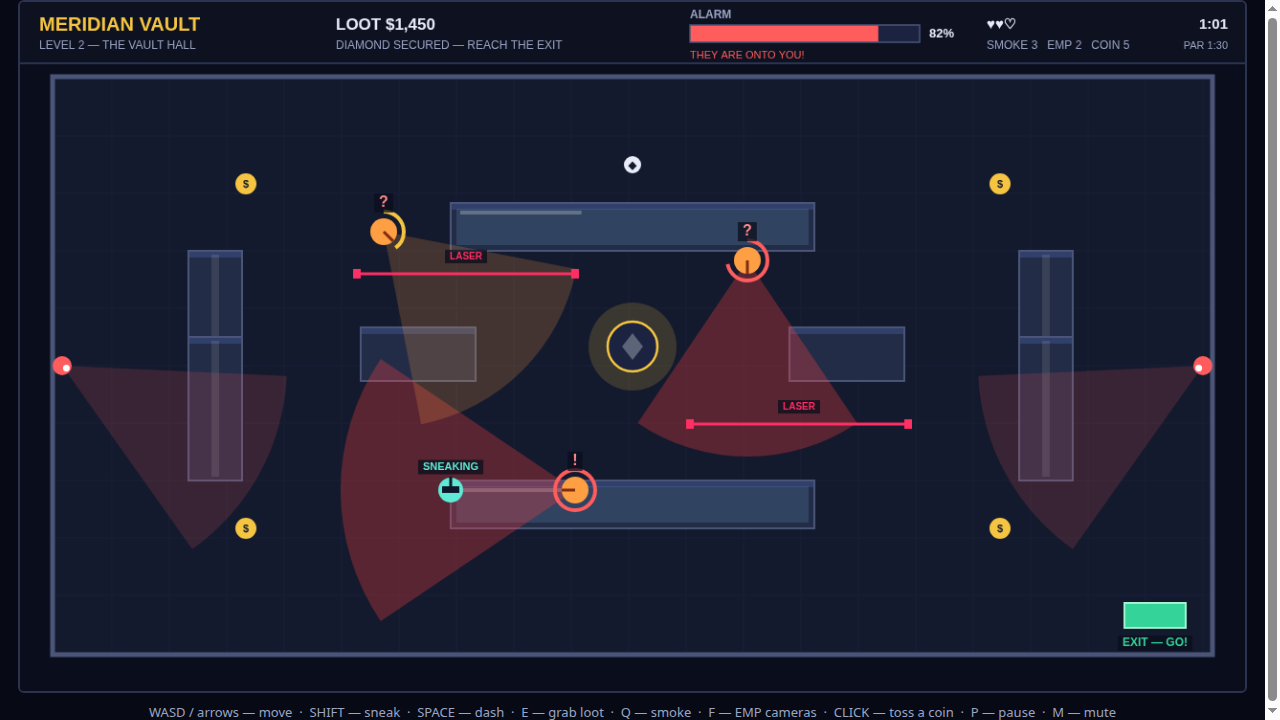 MERIDIAN VAULT
LEVEL 2 — THE VAULT HALL
LOOT $1,450
DIAMOND SECURED — REACH THE EXIT
ALARM
82%
THEY ARE ONTO YOU!
♥♥♡
SMOKE 3 EMP 2 COIN 5
1:01
PAR 1:30
$
$
?
?
LASER
LASER
SNEAKING
!
$
$
EXIT — GO!
WASD / arrows — move · SHIFT — sneak · SPACE — dash · E — grab loot · Q — smoke · F — EMP cameras · CLICK — toss a coin · P — pause · M — mute